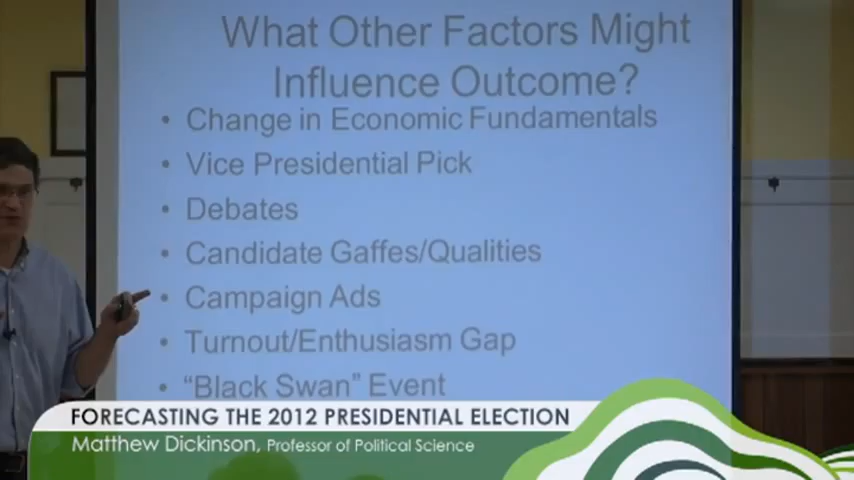 What Other Factors Might
Influence Outcome?
• Change in Economic Fundamentals
• Vice Presidential Pick
• Debates
• Candidate Gaffes/Qualities
• Campaign Ads
• Turnout/Enthusiasm Gap
• “Black Swan” Event
FORECASTING THE 2012 PRESIDENTIAL ELECTION
Matthew Dickinson, Professor of Political Science